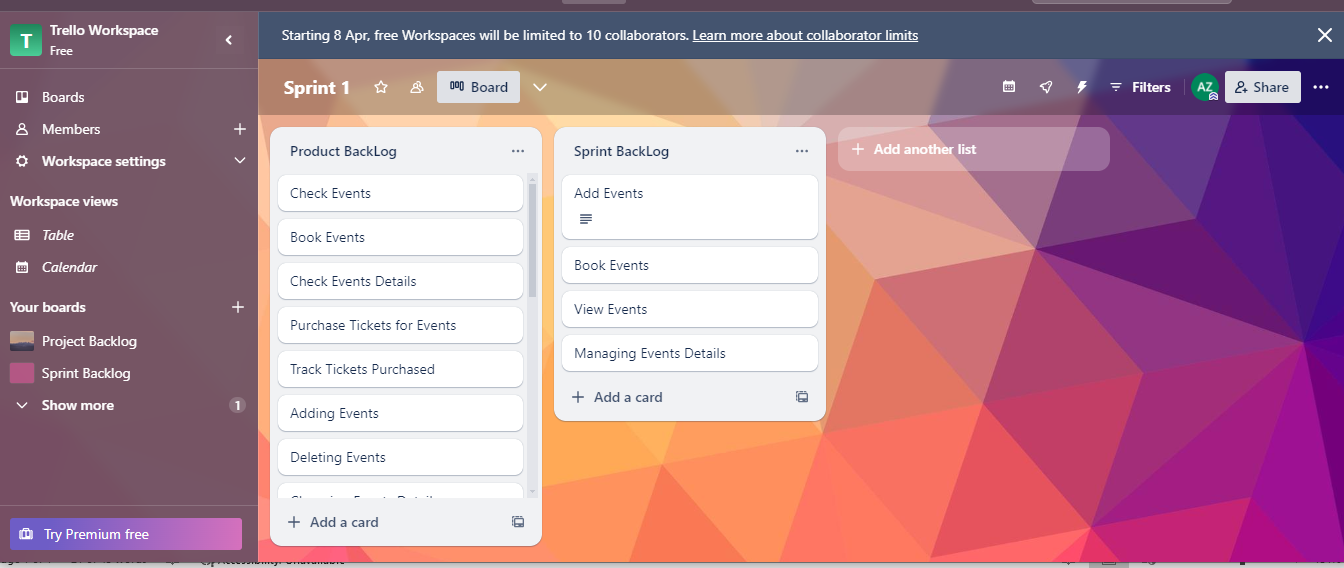 T
Trello Workspace
Free
Boards
Members
Workspace settings
Workspace views
Table
Calendar
Your boards
Project Backlog
Sprint Backlog
Show more
1
Try Premium free
Starting 8 Apr, free Workspaces will be limited to 10 collaborators. Learn more about collaborator limits
Sprint 1
Board
Filters
AZ
Share
Product BackLog
Check Events
Book Events
Check Events Details
Purchase Tickets for Events
Track Tickets Purchased
Adding Events
Deleting Events
Add a card
Sprint BackLog
Add Events
Book Events
View Events
Managing Events Details
Add a card
Add another list